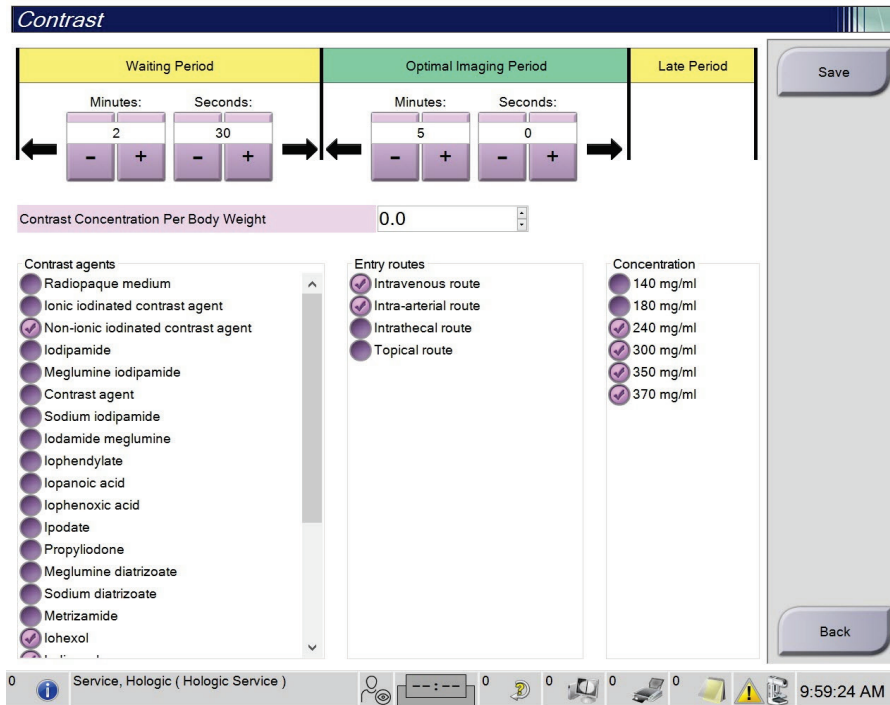 Contrast
Waiting Period
Optimal Imaging Period
Late Period
Save
Minutes:
Seconds:
Minutes:
Seconds:
2
30
5
0
- + - + - + - +
Contrast Concentration Per Body Weight
0.0
Contrast agents
Radiopaque medium
Ionic iodinated contrast agent
Non-ionic iodinated contrast agent
Iodipamide
Meglumine iodipamide
Contrast agent
Sodium iodipamide
Iodamide meglumine
Iophendylate
Iopanoic acid
Iophenoxic acid
Ipodate
Propyliodone
Meglumine diatrizoate
Sodium diatrizoate
Metrizamide
Iohexol
Entry routes
Intravenous route
Intra-arterial route
Intrathecal route
Topical route
Concentration
140 mg/ml
180 mg/ml
240 mg/ml
300 mg/ml
350 mg/ml
370 mg/ml
Back
0 Service, Hologic ( Hologic Service ) --:-- 0 0 0 0 9:59:24 AM